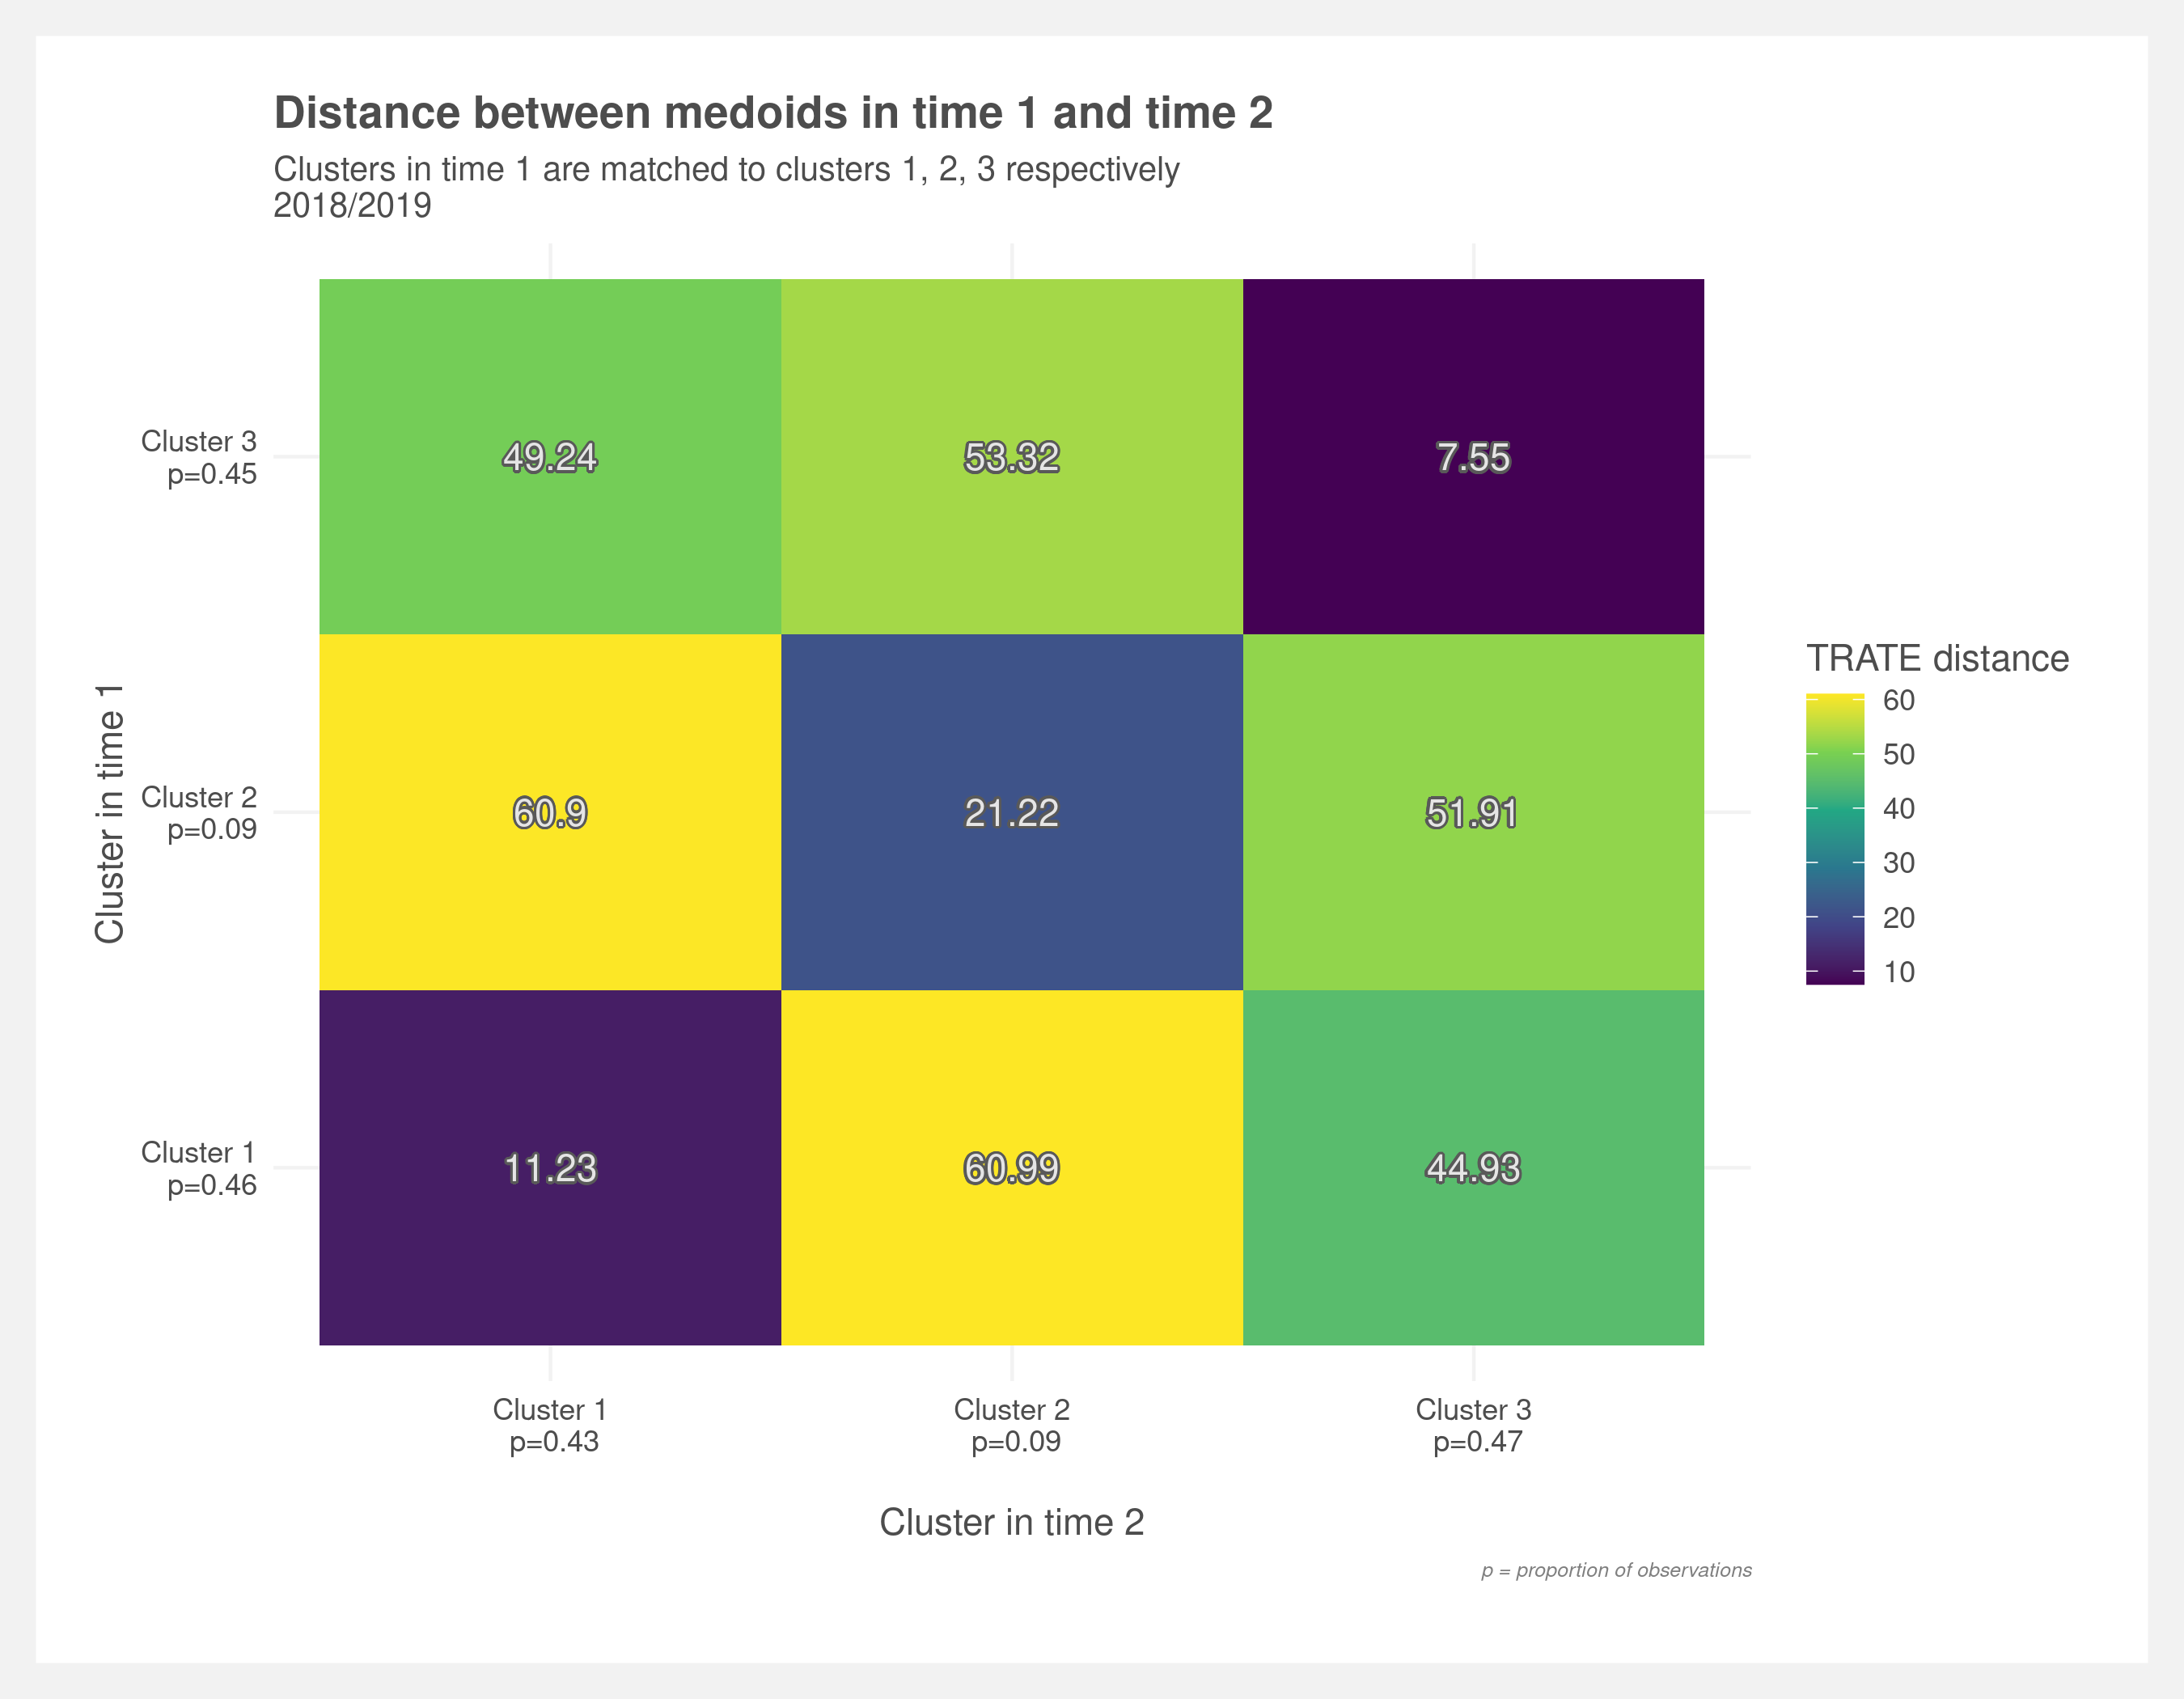 Distance between medoids in time 1 and time 2
Clusters in time 1 are matched to clusters 1, 2, 3 respectively
2018/2019
Cluster in time 1
Cluster 3
p=0.45
49.24
53.32
7.55
Cluster 2
p=0.09
60.9
21.22
51.91
Cluster 1
p=0.46
11.23
60.99
44.93
Cluster 1
p=0.43
Cluster 2
p=0.09
Cluster 3
p=0.47
Cluster in time 2
TRATE distance
60
50
40
30
20
10
p = proportion of observations